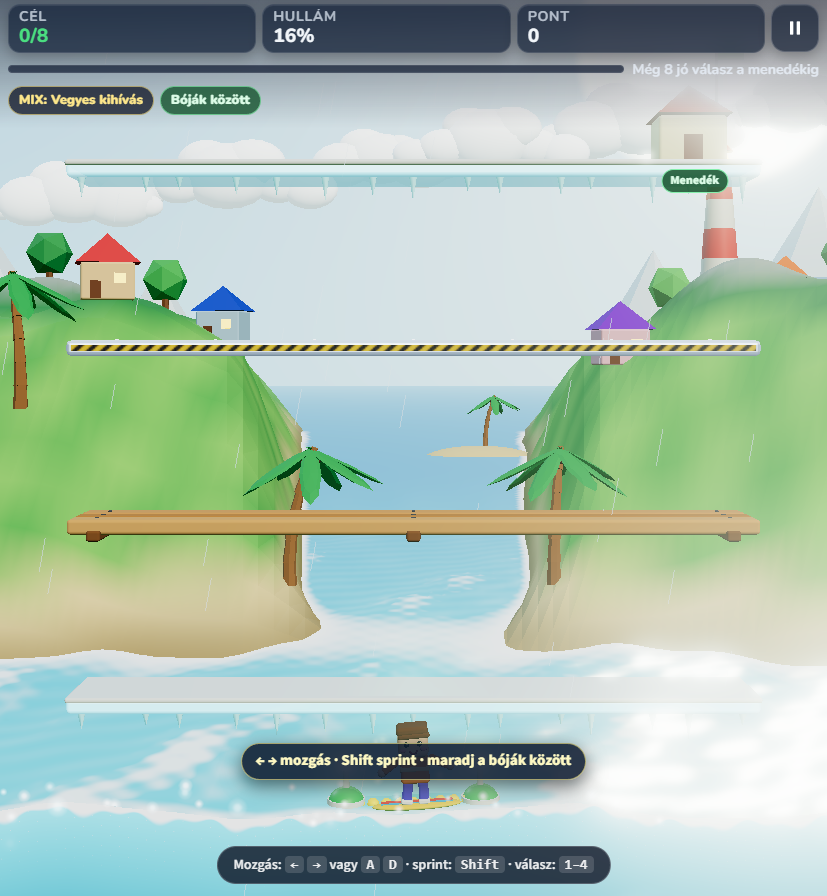 CÉL
0/8
HULLÁM
16%
PONT
0
Még 8 jó válasz a menedékig
MIX: Vegyes kihívás
Bóják között
Menedék
← → mozgás · Shift sprint · maradj a bóják között
Mozgás: ← → vagy A D · sprint: Shift · válasz: 1–4